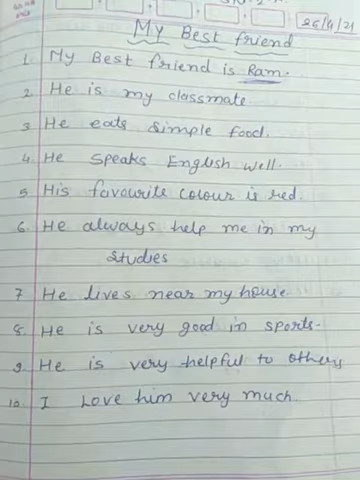 26/9/21
My Best friend
1. My Best friend is Ram.
2. He is my classmate
3. He eats simple food.
4. He speaks English well.
5. His favourite colour is red.
6. He always help me in my
studies
7. He lives near my house
8. He is very good in sports.
9. He is very helpful to others
10. I Love him very much.